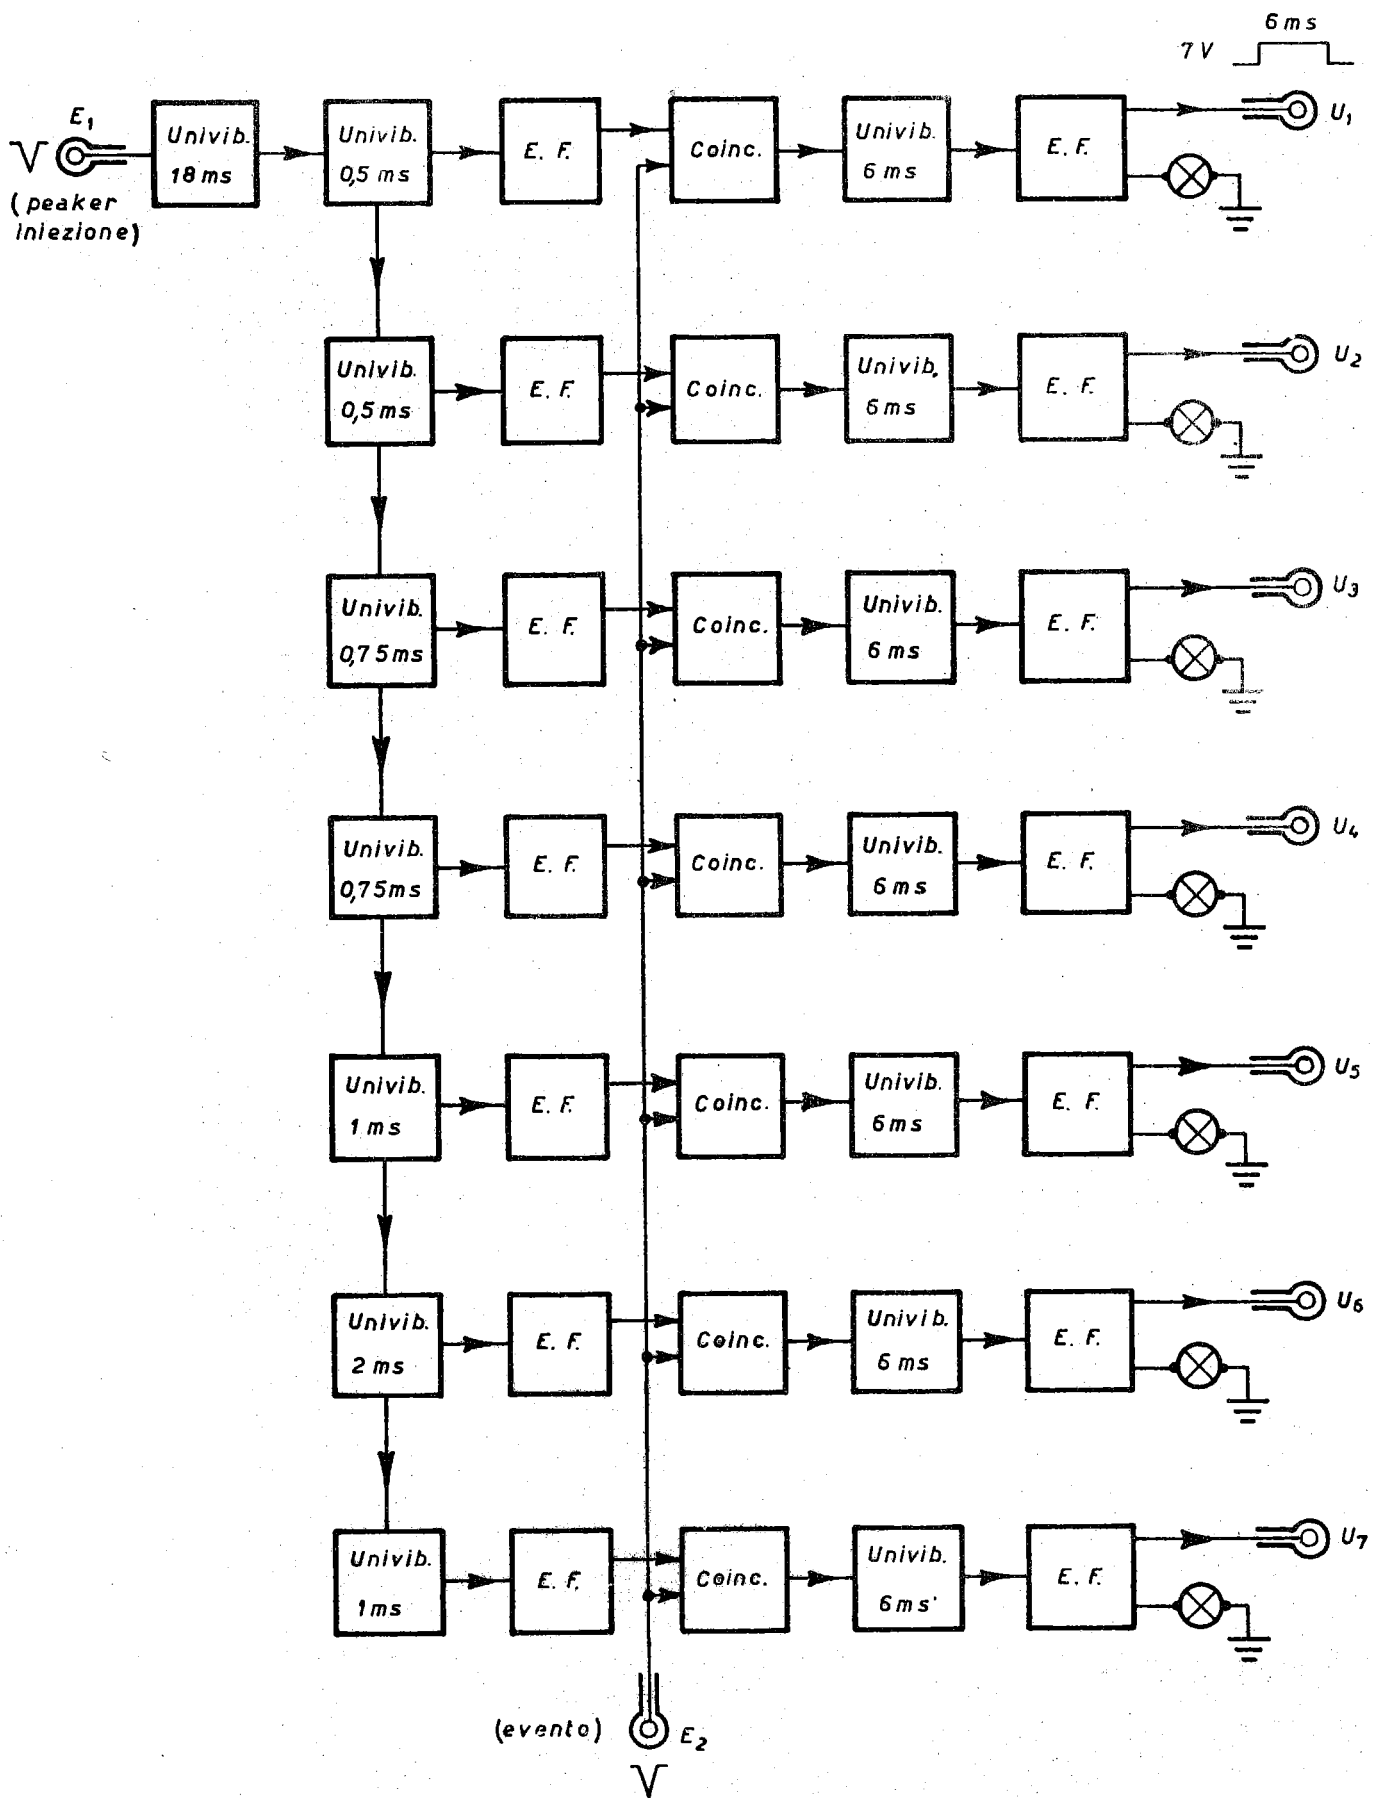 6 ms
7 V
E1
(peaker
iniezione)
Univib.
18 ms
Univib.
0,5 ms
E. F.
Coinc.
Univib.
6 ms
E. F.
U1
Univib.
0,5 ms
E. F.
Coinc.
Univib.
6 ms
E. F.
U2
Univib.
0,75 ms
E. F.
Coinc.
Univib.
6 ms
E. F.
U3
Univib.
0,75 ms
E. F.
Coinc.
Univib.
6 ms
E. F.
U4
Univib.
1 ms
E. F.
Coinc.
Univib.
6 ms
E. F.
U5
Univib.
2 ms
E. F.
Coinc.
Univib.
6 ms
E. F.
U6
Univib.
1 ms
E. F.
Coinc.
Univib.
6 ms
E. F.
U7
(evento)
E2